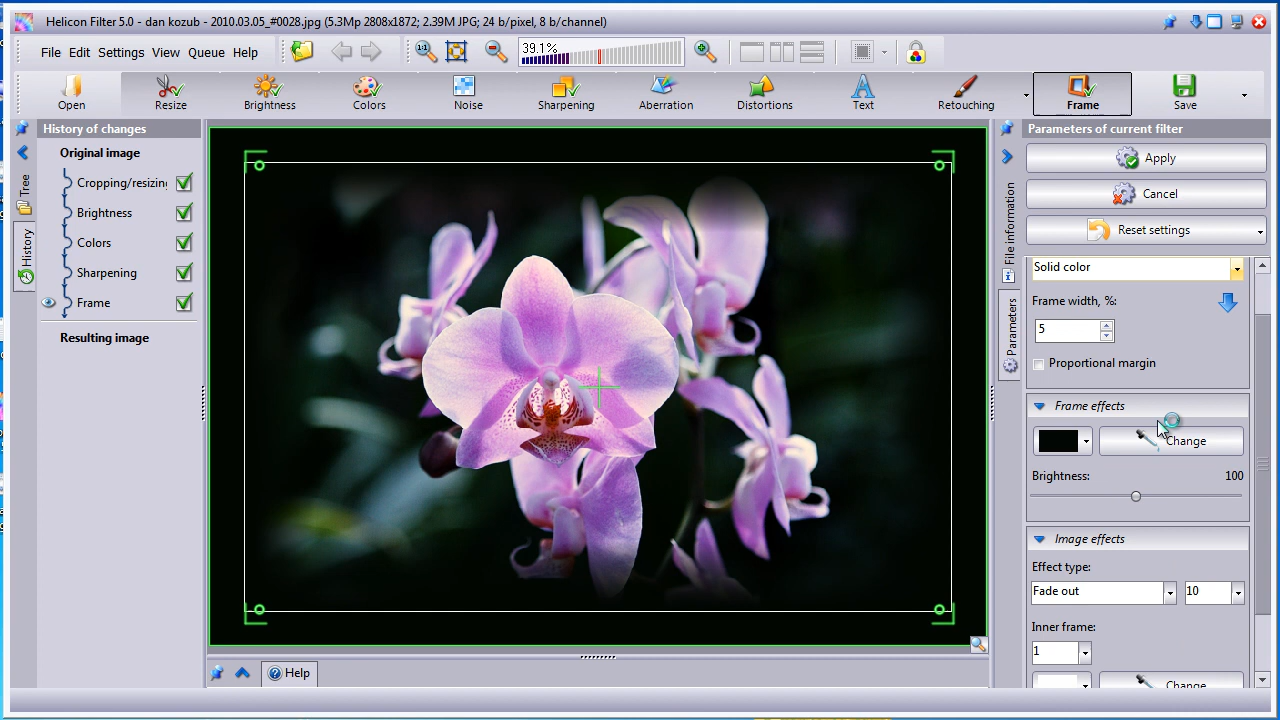 Helicon Filter 5.0 - dan kozub - 2010.03.05_#0028.jpg (5.3Mp 2808x1872; 2.39M JPG; 24 b/pixel, 8 b/channel)
File Edit Settings View Queue Help
1:1
39.1%
Open Resize Brightness Colors Noise Sharpening Aberration Distortions Text Retouching Frame Save
History of changes
Original image
Cropping/resizing
Brightness
Colors
Sharpening
Frame
Resulting image
Tree
History
Help
File information
Parameters
Parameters of current filter
Apply
Cancel
Reset settings
Solid color
Frame width, %:
5
Proportional margin
Frame effects
Change
Brightness: 100
Image effects
Effect type:
Fade out 10
Inner frame:
1
Change